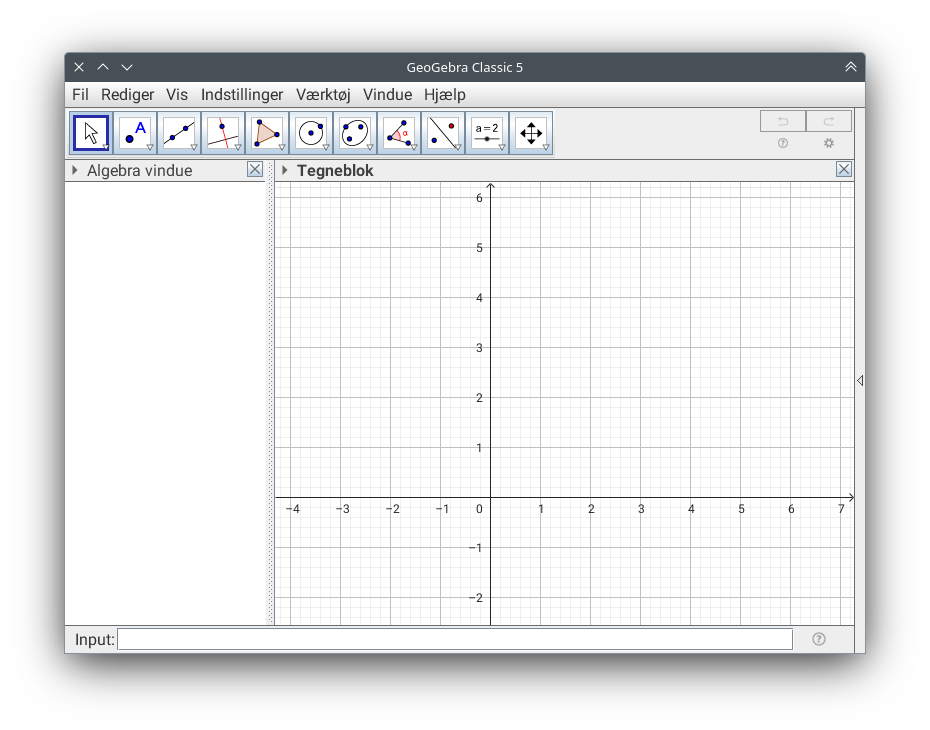 GeoGebra Classic 5
Fil Rediger Vis Indstillinger Værktøj Vindue Hjælp
A α a=2
Algebra vindue Tegneblok
6
5
4
3
2
1
−4 −3 −2 −1 0 1 2 3 4 5 6 7
−1
−2
Input: